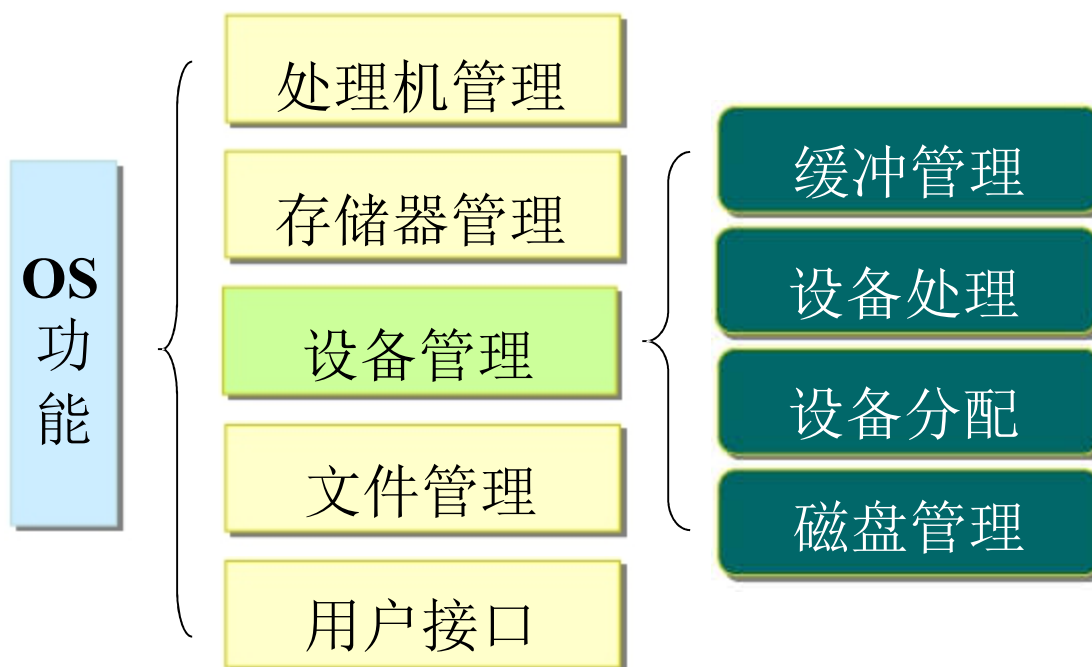 OS
功
能
处理机管理
存储器管理
设备管理
文件管理
用户接口
缓冲管理
设备处理
设备分配
磁盘管理